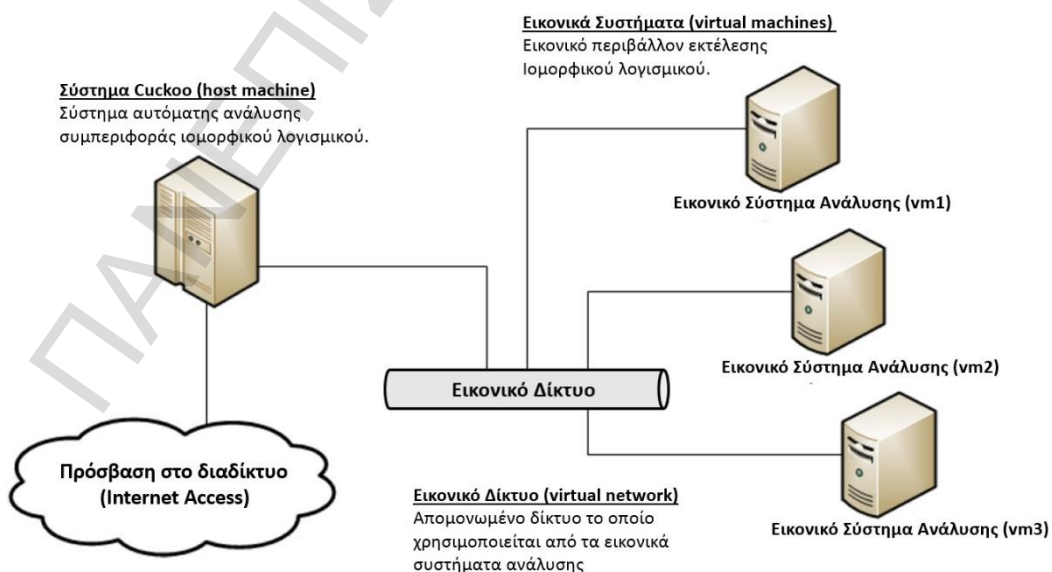 Εικονικά Συστήματα (virtual machines)
Εικονικό περιβάλλον εκτέλεσης
Ιομορφικού λογισμικού.
Σύστημα Cuckoo (host machine)
Σύστημα αυτόματης ανάλυσης
συμπεριφοράς ιομορφικού λογισμικού.
Εικονικό Σύστημα Ανάλυσης (vm1)
Εικονικό Σύστημα Ανάλυσης (vm2)
Εικονικό Δίκτυο
Πρόσβαση στο διαδίκτυο
(Internet Access)
Εικονικό Δίκτυο (virtual network)
Απομονωμένο δίκτυο το οποίο
χρησιμοποιείται από τα εικονικά
συστήματα ανάλυσης
Εικονικό Σύστημα Ανάλυσης (vm3)